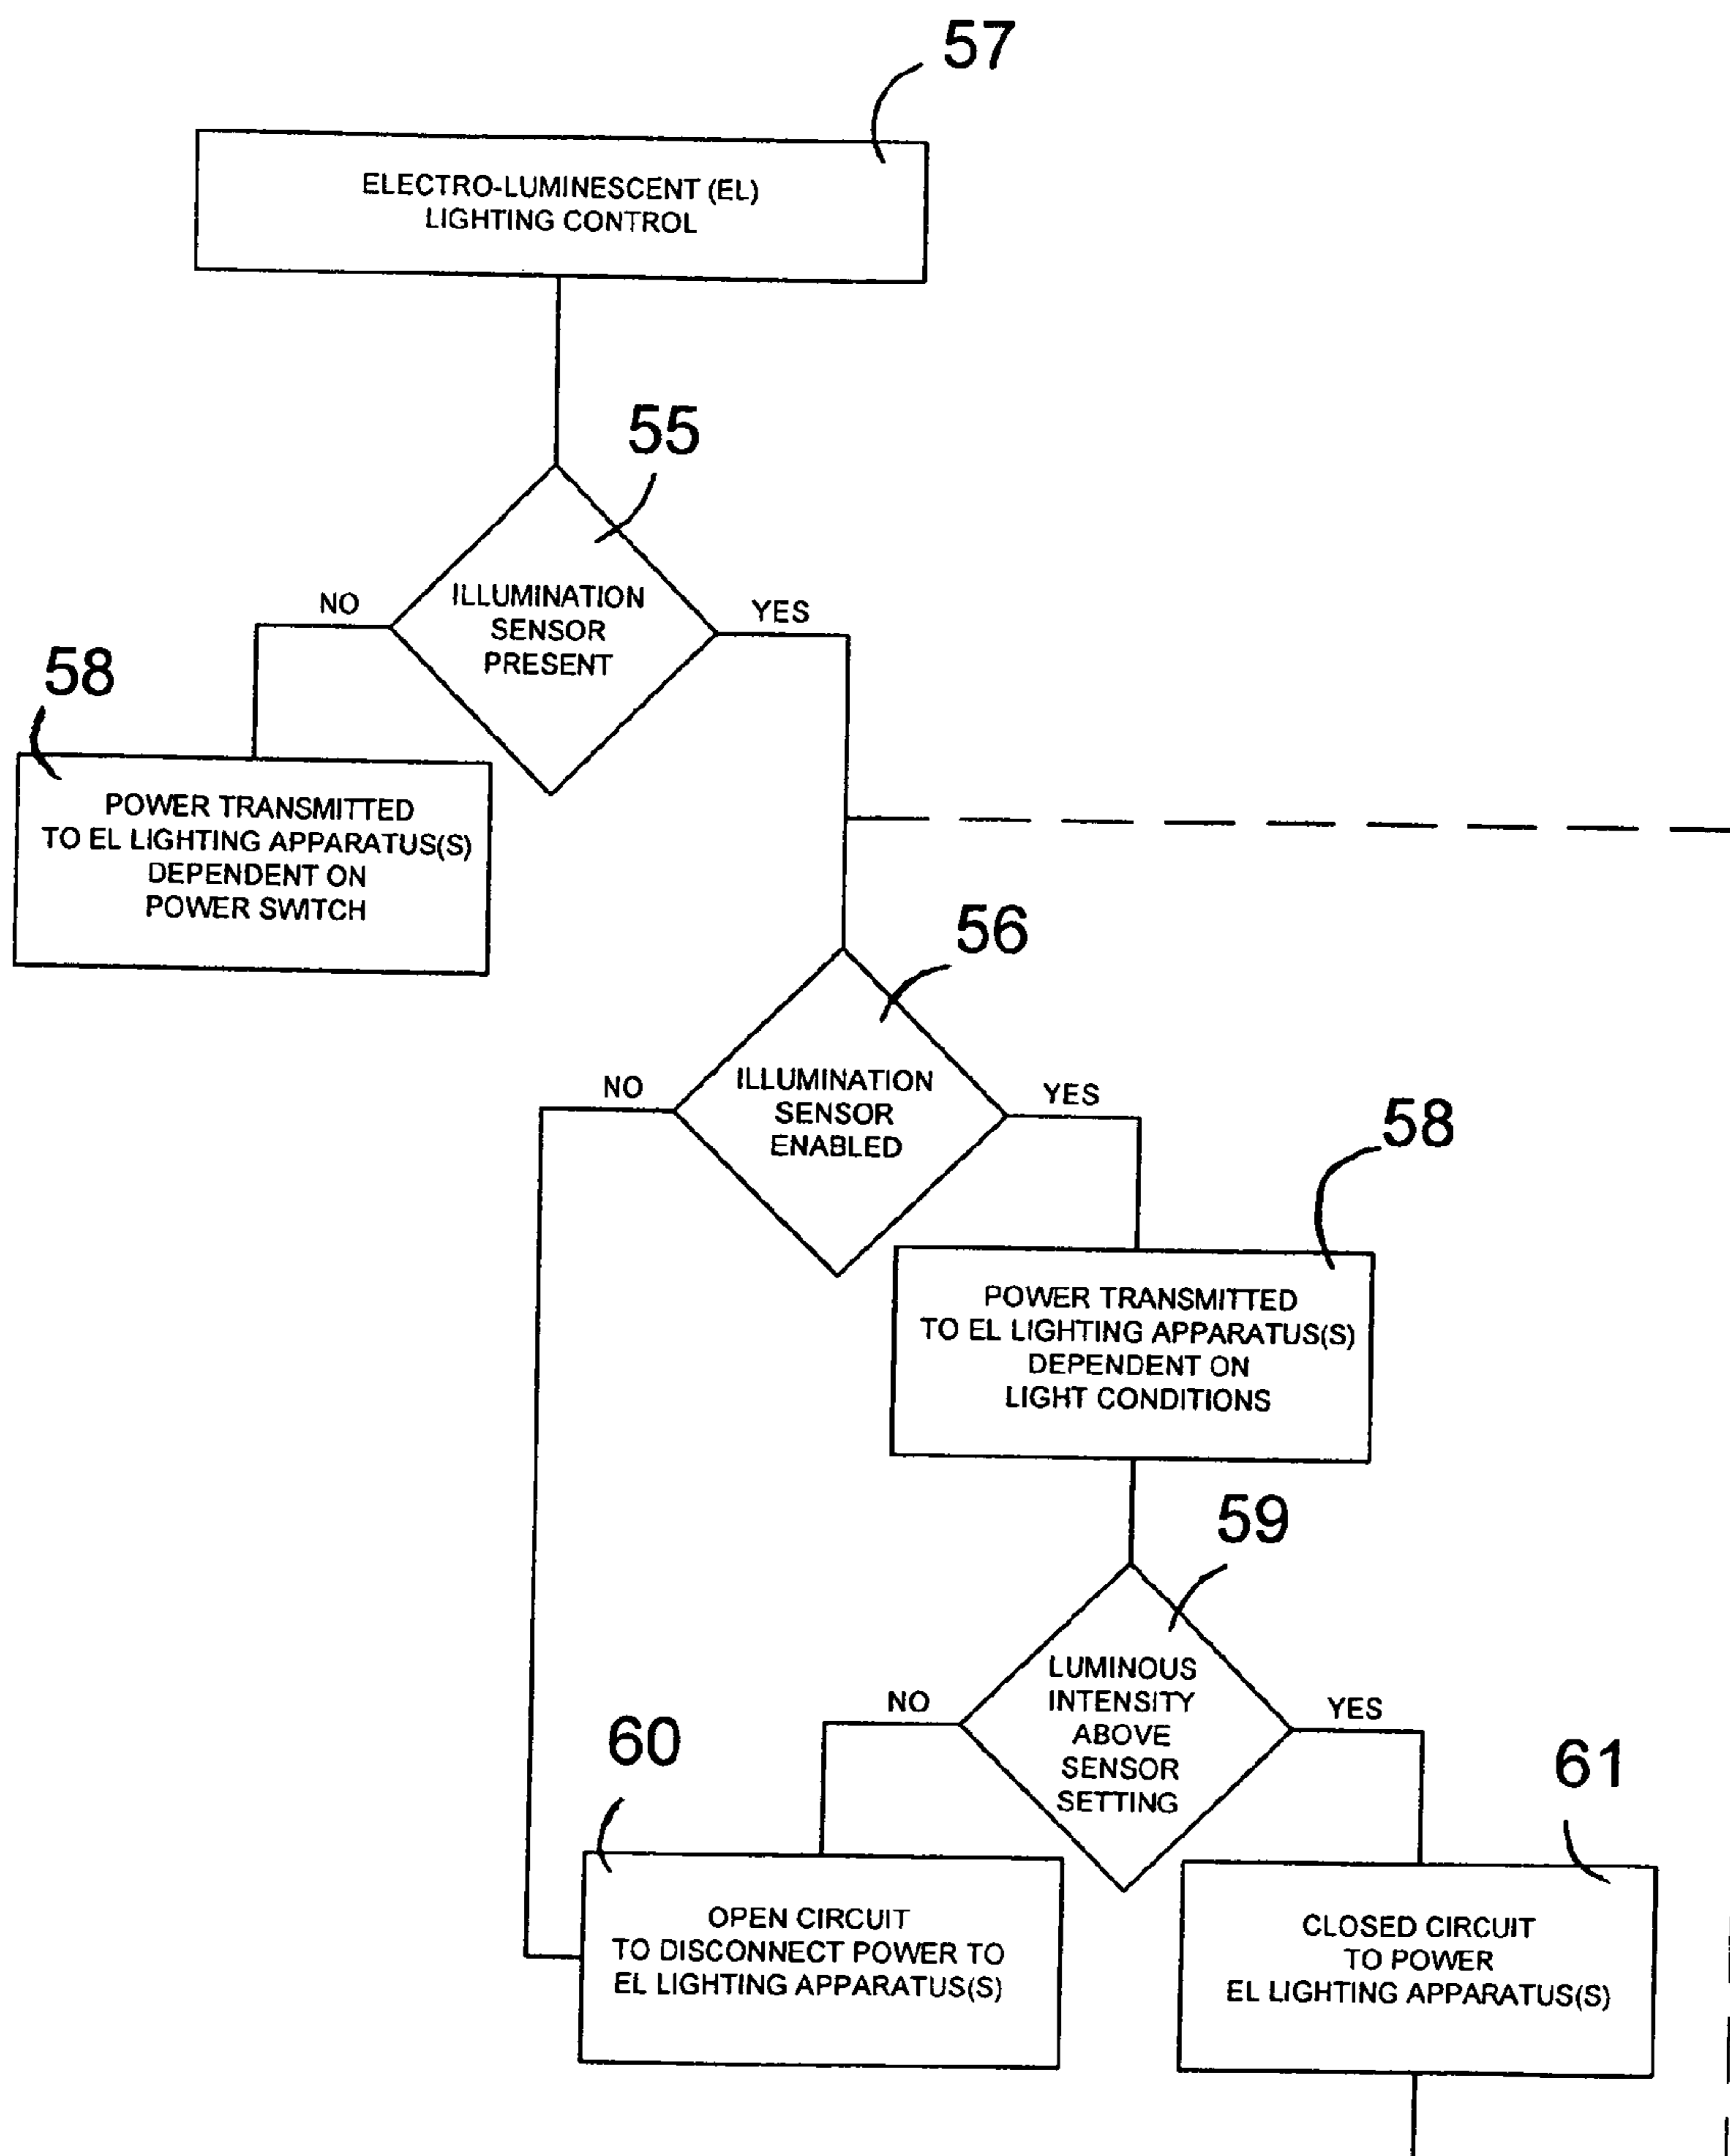 57
ELECTRO-LUMINESCENT (EL)
LIGHTING CONTROL
55
ILLUMINATION
SENSOR
PRESENT
NO
YES
58
POWER TRANSMITTED
TO EL LIGHTING APPARATUS(S)
DEPENDENT ON
POWER SWITCH
56
ILLUMINATION
SENSOR
ENABLED
NO
YES
58
POWER TRANSMITTED
TO EL LIGHTING APPARATUS(S)
DEPENDENT ON
LIGHT CONDITIONS
59
LUMINOUS
INTENSITY
ABOVE
SENSOR
SETTING
NO
YES
60
OPEN CIRCUIT
TO DISCONNECT POWER TO
EL LIGHTING APPARATUS(S)
61
CLOSED CIRCUIT
TO POWER
EL LIGHTING APPARATUS(S)